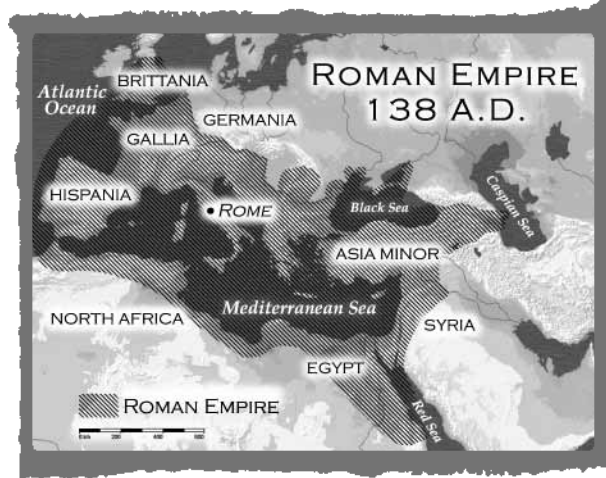 ROMAN EMPIRE
138 A.D.
BRITTANIA
Atlantic
Ocean
GERMANIA
GALLIA
HISPANIA
ROME
Black Sea
Caspian Sea
ASIA MINOR
Mediterranean Sea
NORTH AFRICA
SYRIA
EGYPT
Red Sea
ROMAN EMPIRE